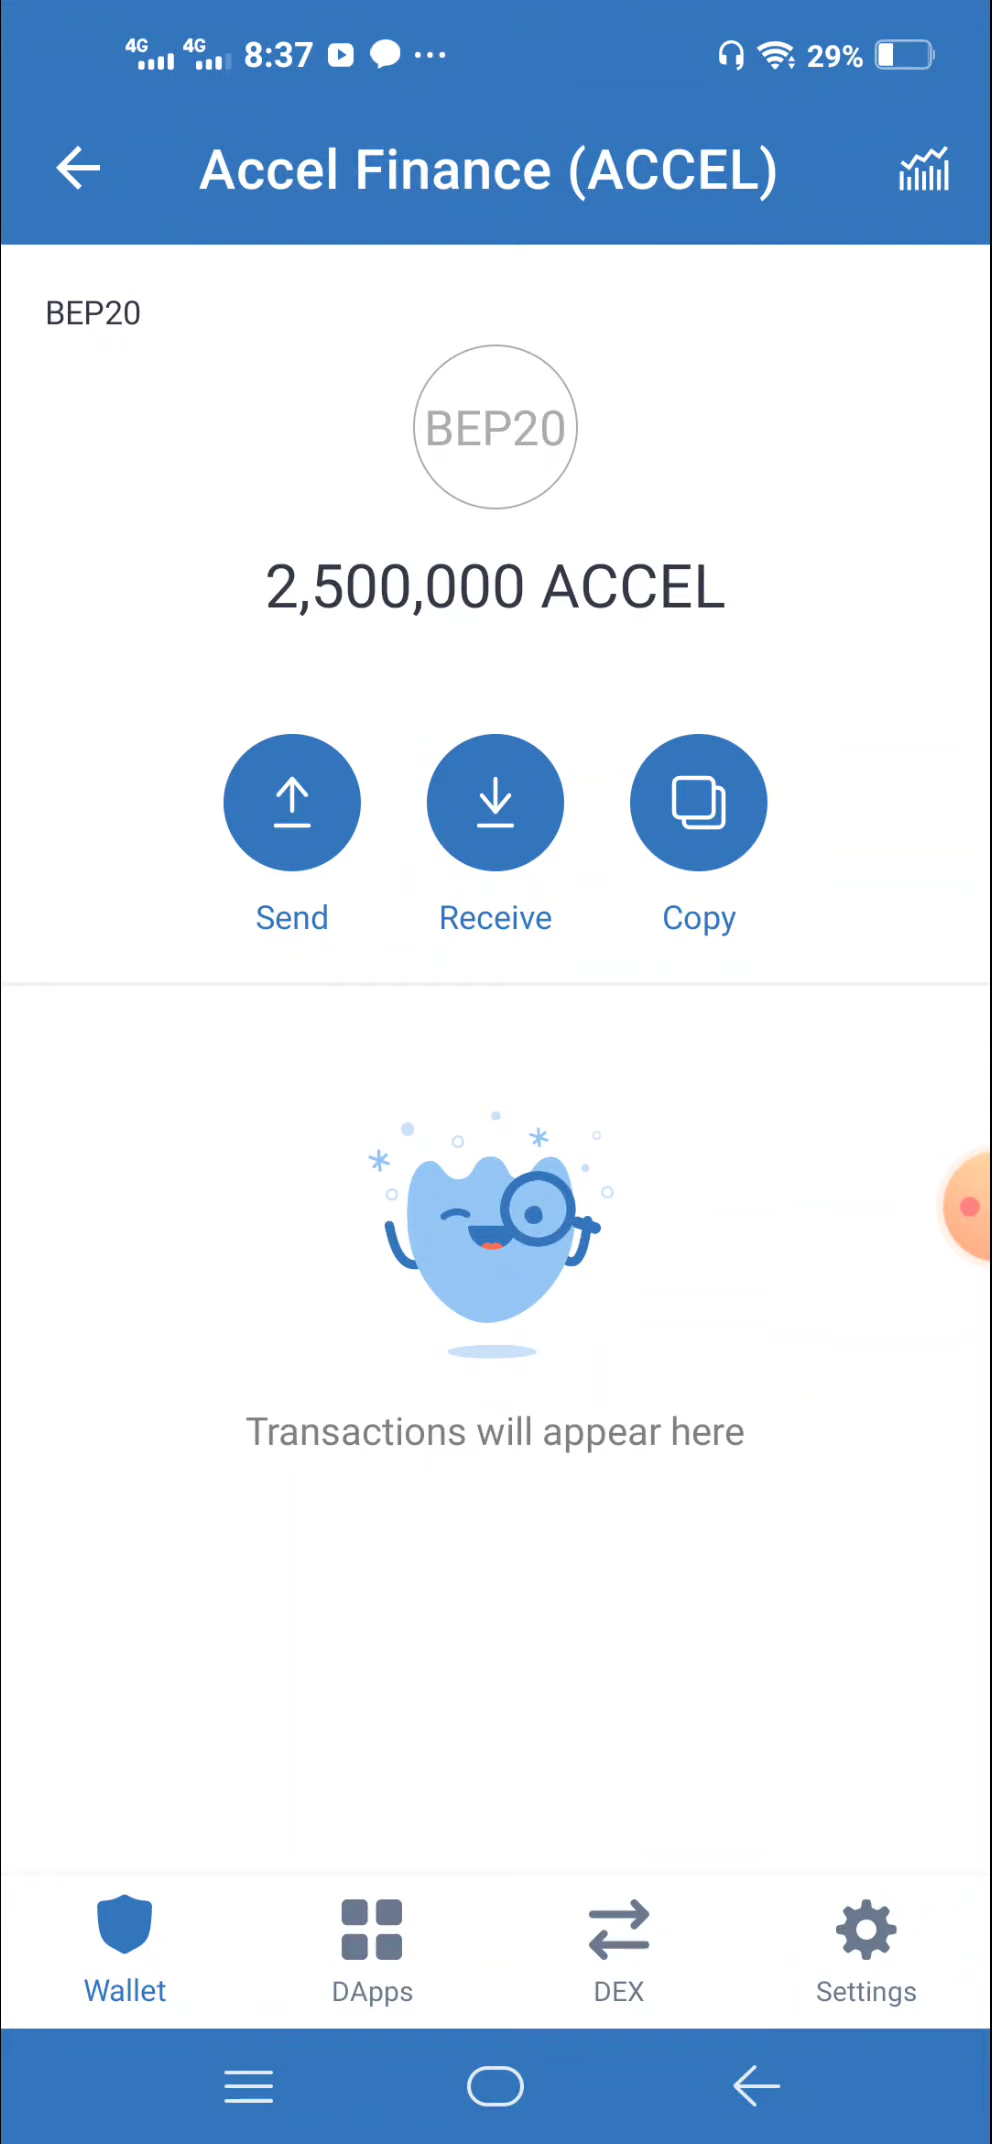 4G 4G 8:37 ... 29%
Accel Finance (ACCEL)
BEP20
BEP20
2,500,000 ACCEL
Send Receive Copy
Transactions will appear here
Wallet DApps DEX Settings